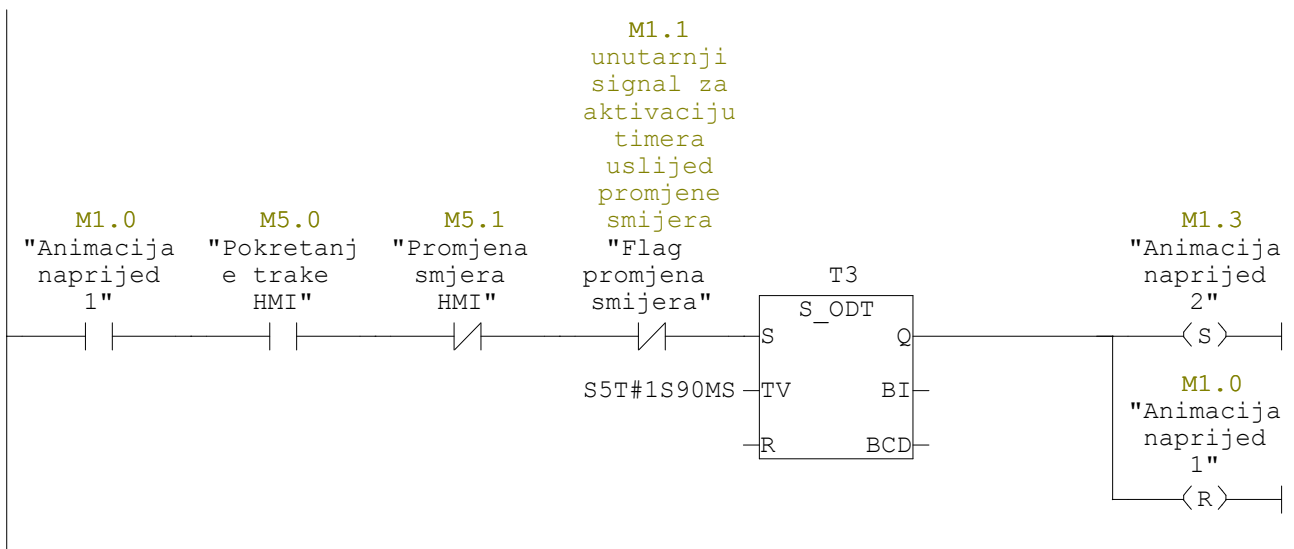 M1.1
unutarnji
signal za
aktivaciju
timera
uslijed
promjene
smijera
M1.0
"Animacija
naprijed
1"
M5.0
"Pokretanj
e trake
HMI"
M5.1
"Promjena
smjera
HMI"
"Flag
promjena
smijera"
T3
S_ODT
S
Q
S5T#1S90MS
TV
BI
R
BCD
M1.3
"Animacija
naprijed
2"
S
M1.0
"Animacija
naprijed
1"
R